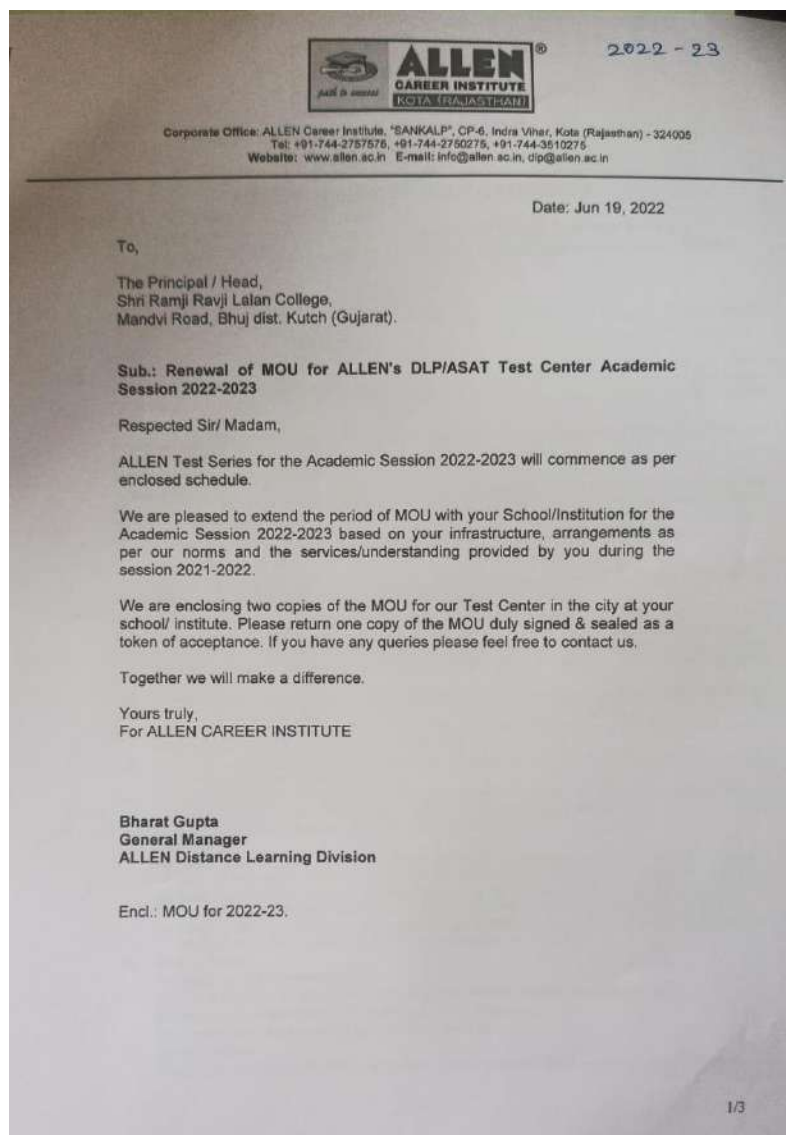 2022 - 23
ALLEN®
CAREER INSTITUTE
KOTA (RAJASTHAN)
path to success
Corporate Office: ALLEN Career Institute, "SANKALP", CP-6, Indra Vihar, Kota (Rajasthan) - 324005
Tel: +91-744-2757575, +91-744-2750275, +91-744-3510275
Website: www.allen.ac.in E-mail: info@allen.ac.in, dlp@allen.ac.in
Date: Jun 19, 2022
To,
The Principal / Head,
Shri Ramji Ravji Lalan College,
Mandvi Road, Bhuj dist. Kutch (Gujarat).
Sub.: Renewal of MOU for ALLEN's DLP/ASAT Test Center Academic
Session 2022-2023
Respected Sir/ Madam,
ALLEN Test Series for the Academic Session 2022-2023 will commence as per
enclosed schedule.
We are pleased to extend the period of MOU with your School/Institution for the
Academic Session 2022-2023 based on your infrastructure, arrangements as
per our norms and the services/understanding provided by you during the
session 2021-2022.
We are enclosing two copies of the MOU for our Test Center in the city at your
school/ institute. Please return one copy of the MOU duly signed & sealed as a
token of acceptance. If you have any queries please feel free to contact us.
Together we will make a difference.
Yours truly,
For ALLEN CAREER INSTITUTE
Bharat Gupta
General Manager
ALLEN Distance Learning Division
Encl.: MOU for 2022-23.
1/3